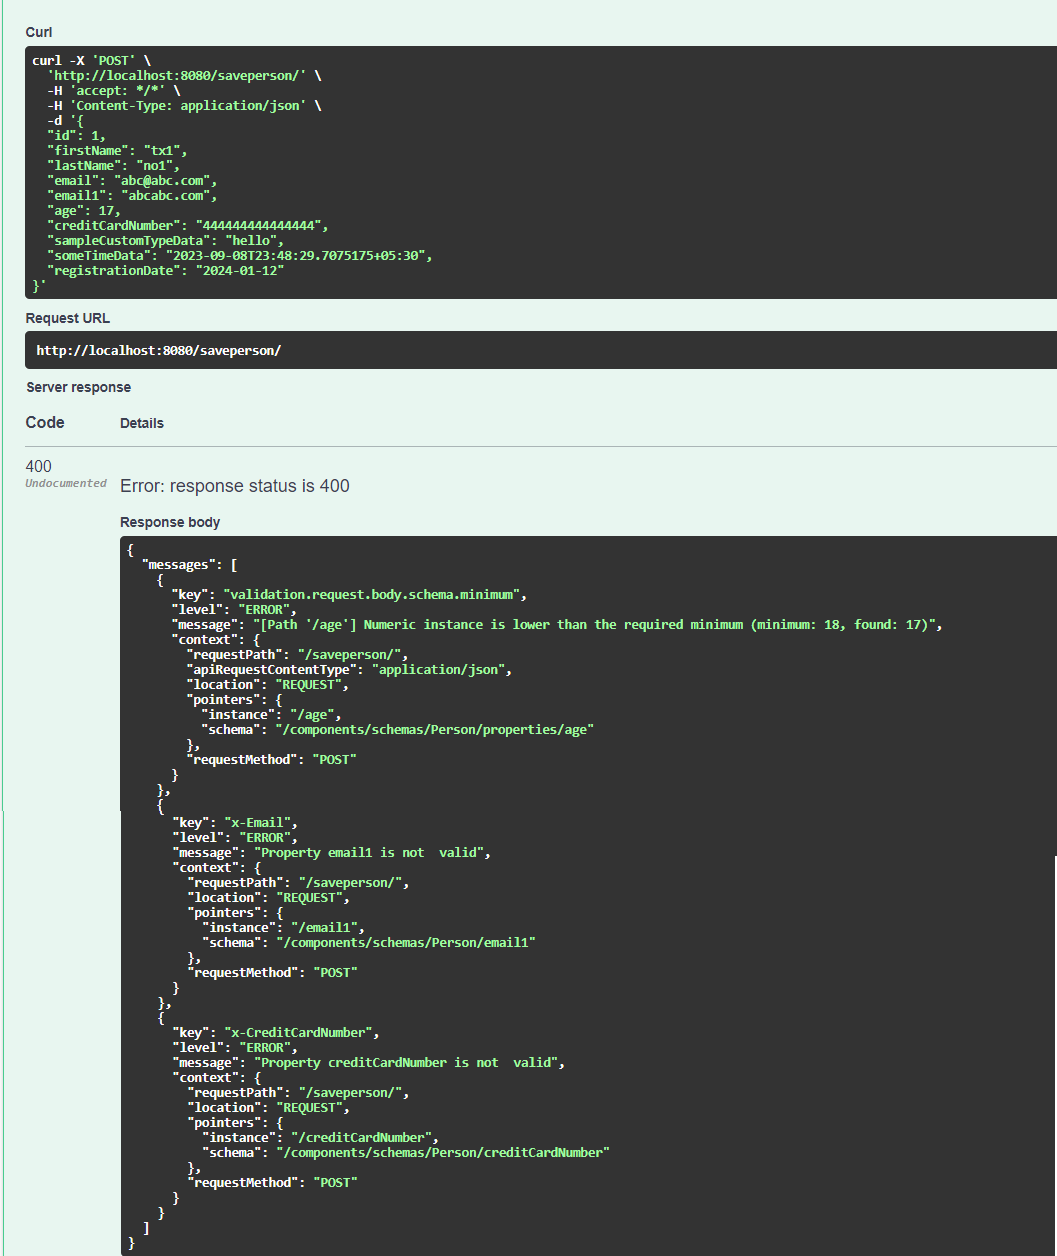 Curl
curl -X 'POST' \
  'http://localhost:8080/saveperson/' \
  -H 'accept: */*' \
  -H 'Content-Type: application/json' \
  -d '{
  "id": 1,
  "firstName": "tx1",
  "lastName": "no1",
  "email": "abc@abc.com",
  "email1": "abcabc.com",
  "age": 17,
  "creditCardNumber": "444444444444444",
  "sampleCustomTypeData": "hello",
  "someTimeData": "2023-09-08T23:48:29.7075175+05:30",
  "registrationDate": "2024-01-12"
}'
Request URL
http://localhost:8080/saveperson/
Server response
Code Details
400
Undocumented
Error: response status is 400
Response body
{
  "messages": [
    {
      "key": "validation.request.body.schema.minimum",
      "level": "ERROR",
      "message": "[Path '/age'] Numeric instance is lower than the required minimum (minimum: 18, found: 17)",
      "context": {
        "requestPath": "/saveperson/",
        "apiRequestContentType": "application/json",
        "location": "REQUEST",
        "pointers": {
          "instance": "/age",
          "schema": "/components/schemas/Person/properties/age"
        },
        "requestMethod": "POST"
      }
    },
    {
      "key": "x-Email",
      "level": "ERROR",
      "message": "Property email1 is not  valid",
      "context": {
        "requestPath": "/saveperson/",
        "location": "REQUEST",
        "pointers": {
          "instance": "/email1",
          "schema": "/components/schemas/Person/email1"
        },
        "requestMethod": "POST"
      }
    },
    {
      "key": "x-CreditCardNumber",
      "level": "ERROR",
      "message": "Property creditCardNumber is not  valid",
      "context": {
        "requestPath": "/saveperson/",
        "location": "REQUEST",
        "pointers": {
          "instance": "/creditCardNumber",
          "schema": "/components/schemas/Person/creditCardNumber"
        },
        "requestMethod": "POST"
      }
    }
  ]
}